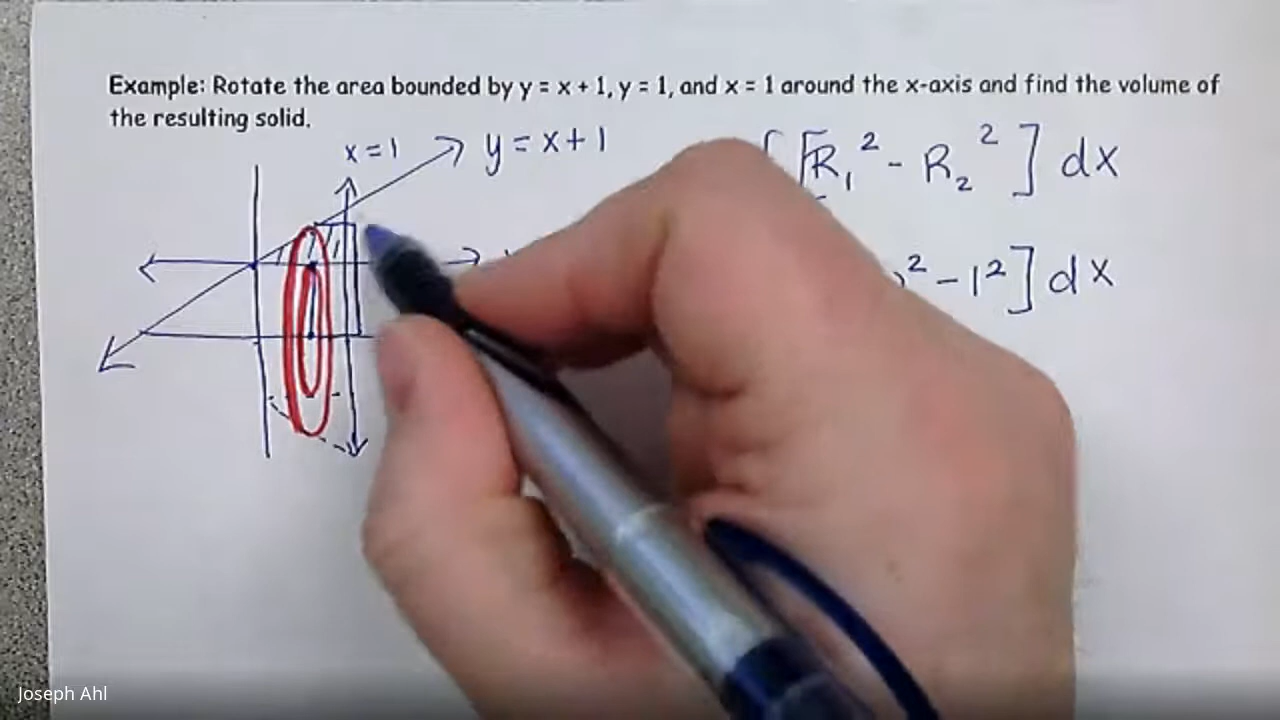 Example: Rotate the area bounded by y = x + 1, y = 1, and x = 1 around the x-axis and find the volume of
the resulting solid.
x = 1
y = x + 1
[R₁² - R₂²] dx
² - 1²] dx
Joseph Ahl